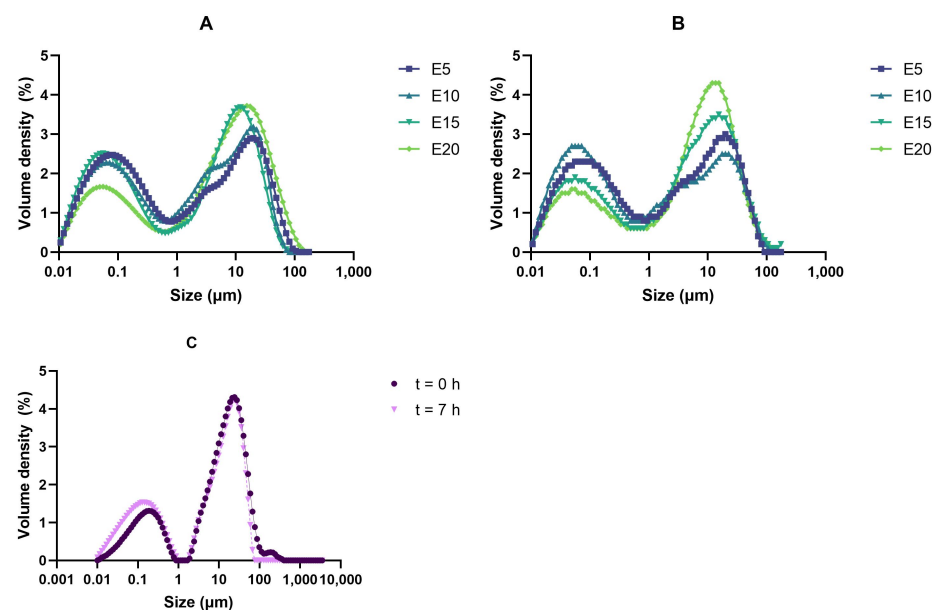 A
Volume density (%)
5
4
3
2
1
0
0.01 0.1 1 10 100 1,000
Size (µm)
E5
E10
E15
E20
B
Volume density (%)
5
4
3
2
1
0
0.01 0.1 1 10 100 1,000
Size (µm)
E5
E10
E15
E20
C
Volume density (%)
5
4
3
2
1
0
0.001 0.01 0.1 1 10 100 1,000 10,000
Size (µm)
t = 0 h
t = 7 h